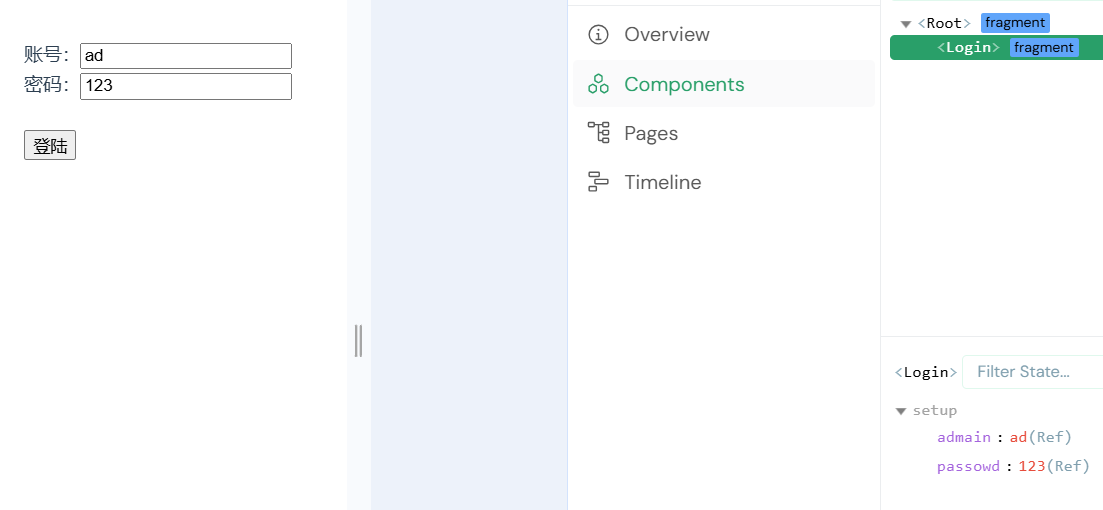 账号: ad
密码: 123
登陆
Overview
Components
Pages
Timeline
<Root> fragment
<Login> fragment
<Login> Filter State...
setup
admain : ad(Ref)
passowd : 123(Ref)